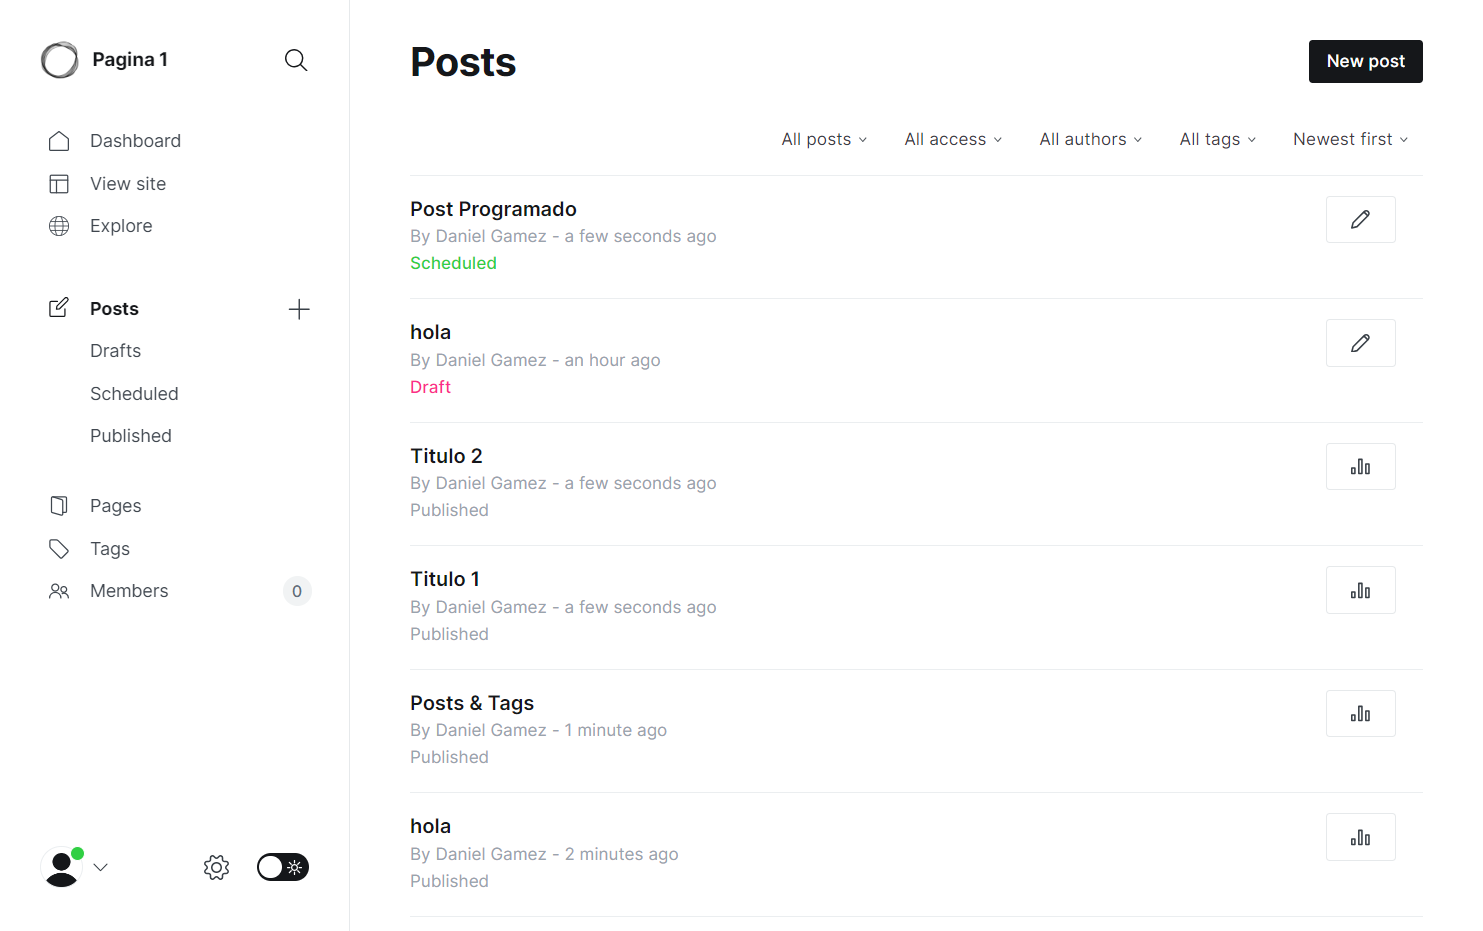 Pagina 1
Dashboard
View site
Explore
Posts
Drafts
Scheduled
Published
Pages
Tags
Members 0
Posts
New post
All posts All access All authors All tags Newest first
Post Programado
By Daniel Gamez - a few seconds ago
Scheduled
hola
By Daniel Gamez - an hour ago
Draft
Titulo 2
By Daniel Gamez - a few seconds ago
Published
Titulo 1
By Daniel Gamez - a few seconds ago
Published
Posts & Tags
By Daniel Gamez - 1 minute ago
Published
hola
By Daniel Gamez - 2 minutes ago
Published